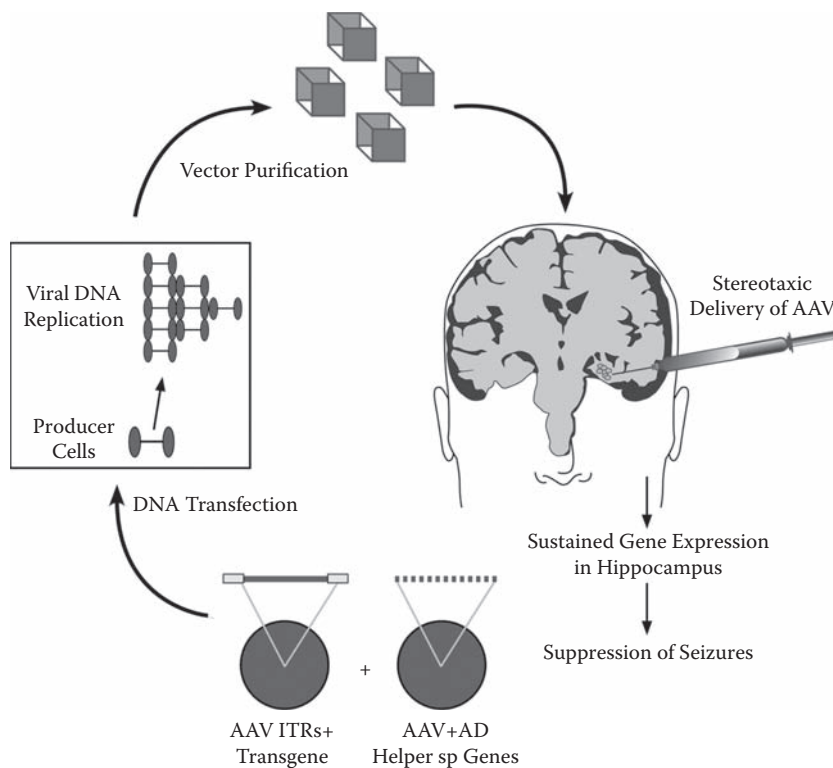 Vector Purification
Viral DNA
Replication
Producer
Cells
DNA Transfection
AAV ITRs+
Transgene
+
AAV+AD
Helper sp Genes
Stereotaxic
Delivery of AAV
Sustained Gene Expression
in Hippocampus
Suppression of Seizures